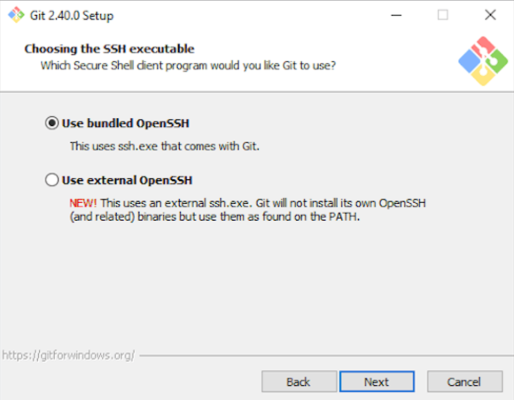 Git 2.40.0 Setup
Choosing the SSH executable
Which Secure Shell client program would you like Git to use?
Use bundled OpenSSH
This uses ssh.exe that comes with Git.
Use external OpenSSH
NEW! This uses an external ssh.exe. Git will not install its own OpenSSH
(and related) binaries but use them as found on the PATH.
https://gitforwindows.org/
Back
Next
Cancel